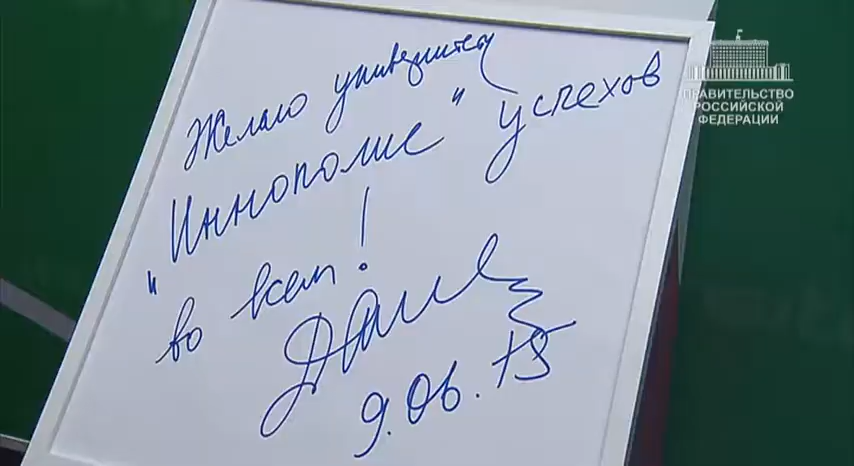 Желаю университету
"Иннополис" успехов
во всем!
9.06.15
ПРАВИТЕЛЬСТВО
РОССИЙСКОЙ
ФЕДЕРАЦИИ